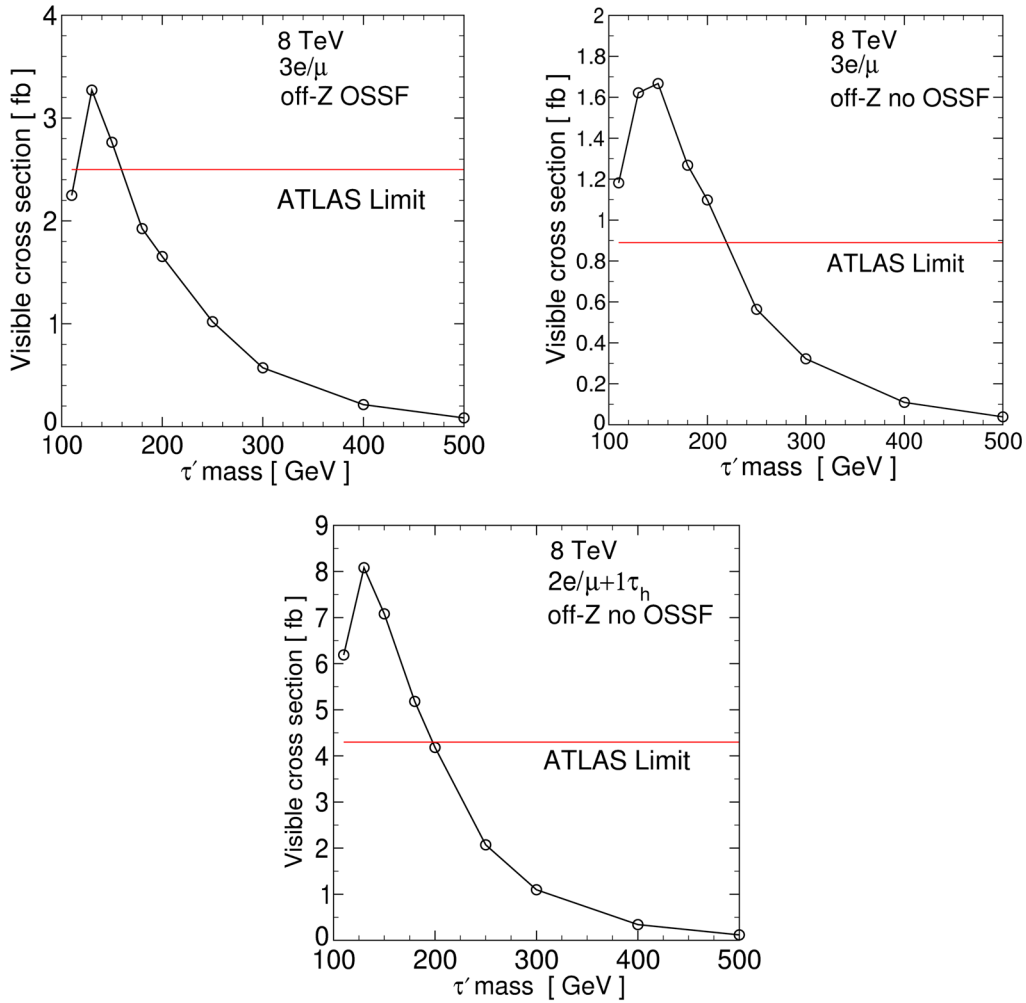 4
3
2
1
0
Visible cross section [ fb ]
8 TeV
3e/μ
off-Z OSSF
ATLAS Limit
100 200 300 400 500
τ′ mass [ GeV ]
2
1.8
1.6
1.4
1.2
1
0.8
0.6
0.4
0.2
0
Visible cross section [ fb ]
8 TeV
3e/μ
off-Z no OSSF
ATLAS Limit
100 200 300 400 500
τ′ mass [ GeV ]
9
8
7
6
5
4
3
2
1
0
Visible cross section [ fb ]
8 TeV
2e/μ+1τh
off-Z no OSSF
ATLAS Limit
100 200 300 400 500
τ′ mass [ GeV ]